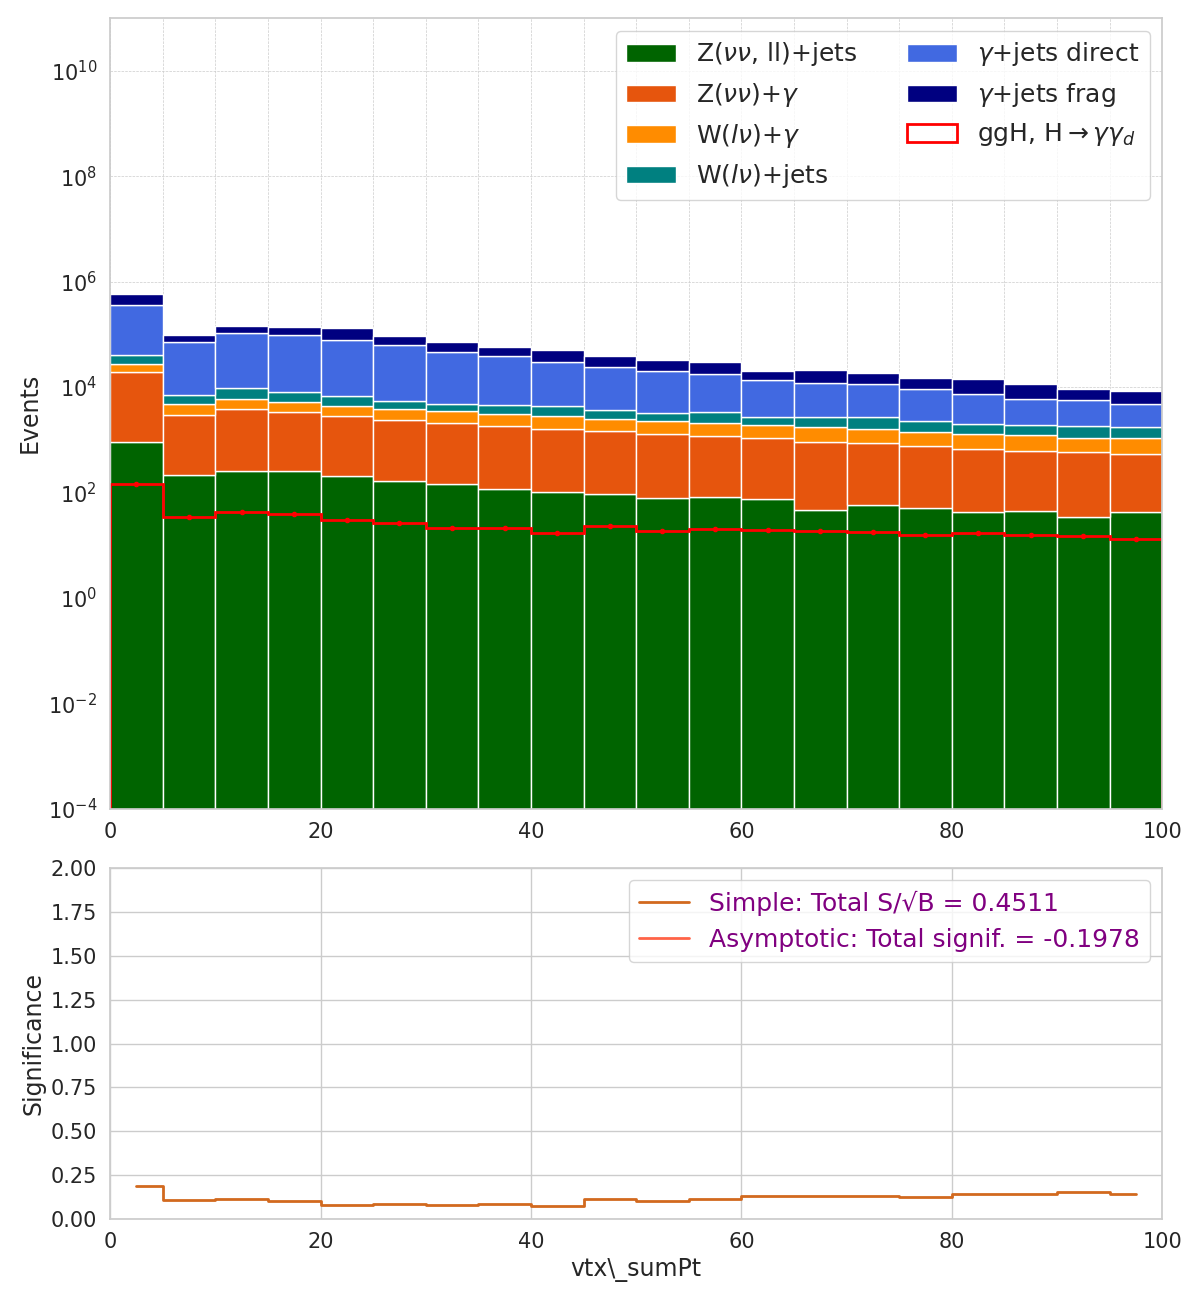 Z(νν, ll)+jets
Z(νν)+γ
W(lν)+γ
W(lν)+jets
γ+jets direct
γ+jets frag
ggH, H→γγ_d
Events
10^10
10^8
10^6
10^4
10^2
10^0
10^−2
10^−4
0 20 40 60 80 100
Simple: Total S/√B = 0.4511
Asymptotic: Total signif. = -0.1978
Significance
2.00
1.75
1.50
1.25
1.00
0.75
0.50
0.25
0.00
0 20 40 60 80 100
vtx\_sumPt